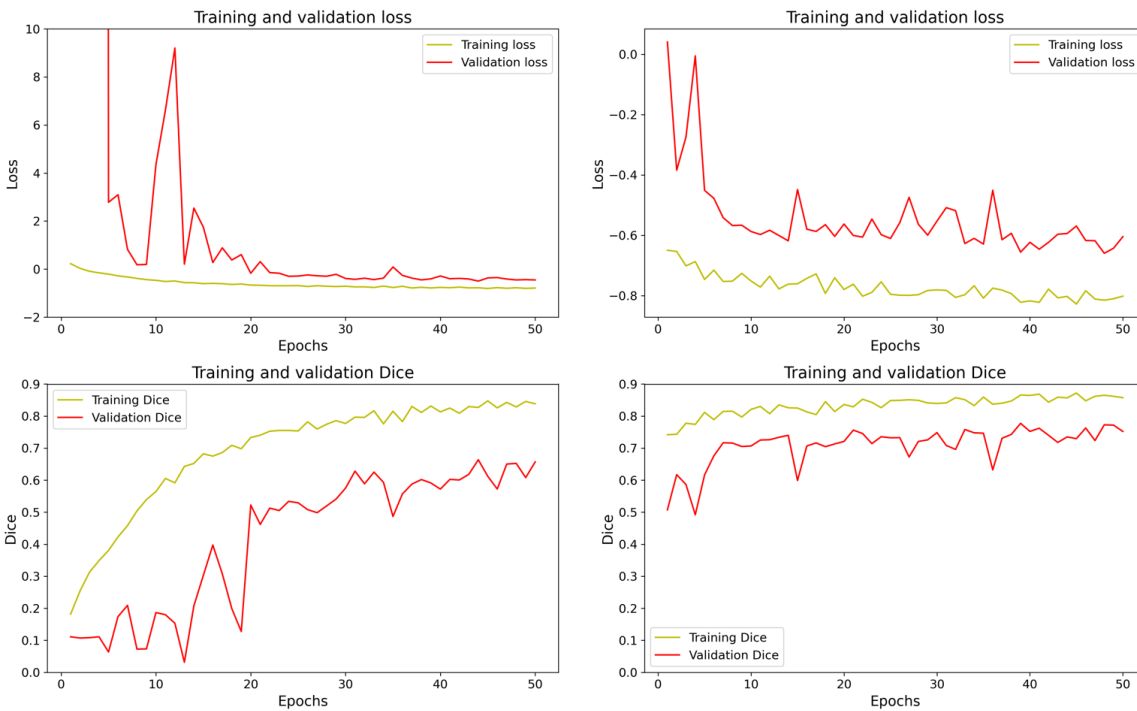 Training and validation loss
Loss
10
8
6
4
2
0
−2
Training loss
Validation loss
0 10 20 30 40 50
Epochs
Training and validation loss
Loss
0.0
−0.2
−0.4
−0.6
−0.8
Training loss
Validation loss
0 10 20 30 40 50
Epochs
Training and validation Dice
Dice
0.9
0.8
0.7
0.6
0.5
0.4
0.3
0.2
0.1
0.0
Training Dice
Validation Dice
0 10 20 30 40 50
Epochs
Training and validation Dice
Dice
0.9
0.8
0.7
0.6
0.5
0.4
0.3
0.2
0.1
0.0
Training Dice
Validation Dice
0 10 20 30 40 50
Epochs